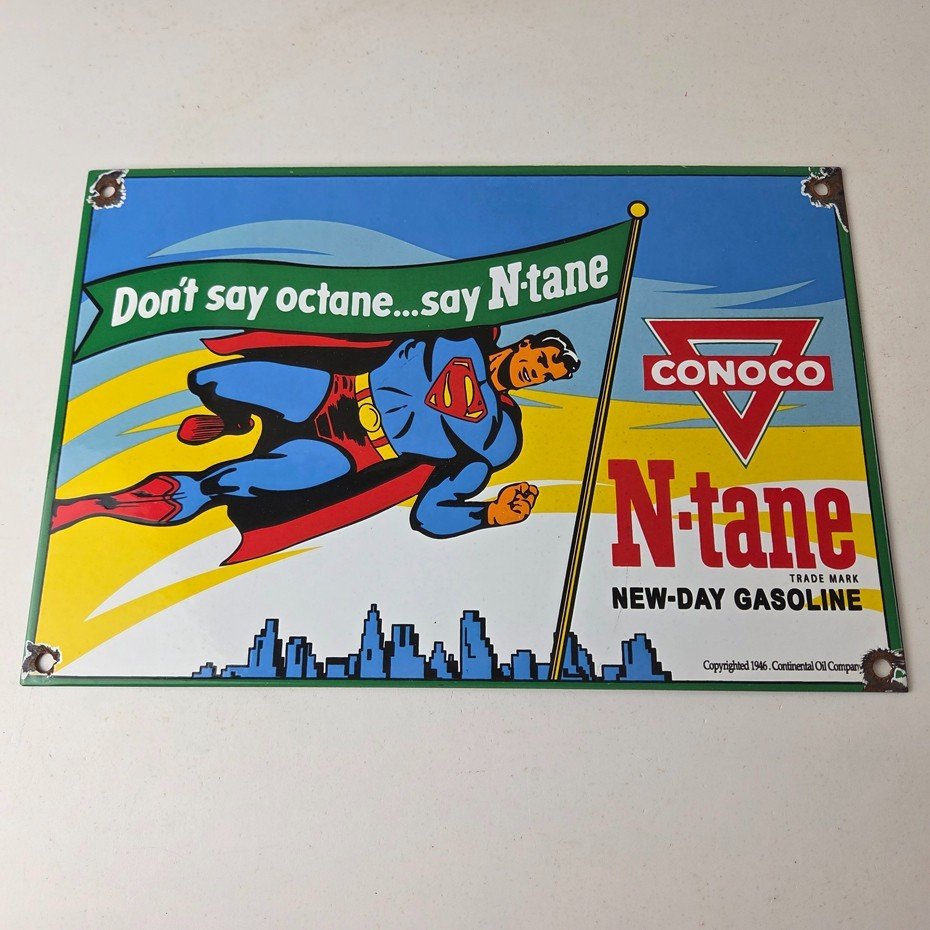 Don't say octane...say N-tane
CONOCO
N-tane
TRADE MARK
NEW-DAY GASOLINE
Copyrighted 1946 . Continental Oil Company